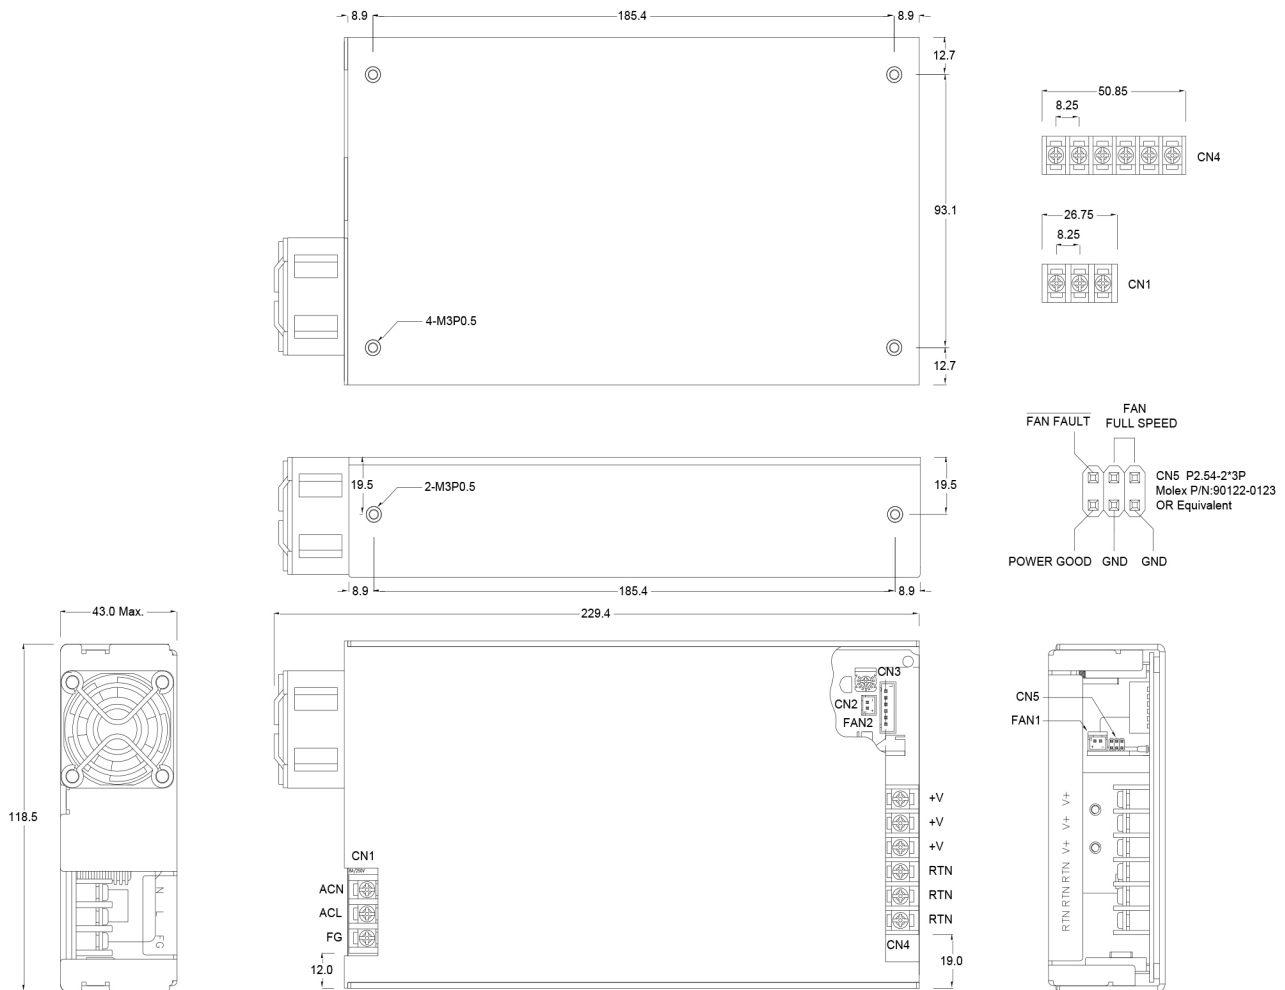 8.9
185.4
8.9
12.7
93.1
12.7
4-M3P0.5
50.85
8.25
CN4
26.75
8.25
CN1
FAN FAULT
FAN
FULL SPEED
CN5 P2.54-2*3P
Molex P/N:90122-0123
OR Equivalent
POWER GOOD GND GND
19.5
2-M3P0.5
19.5
8.9
185.4
8.9
43.0 Max.
118.5
N
L
FG
229.4
CN3
CN2
FAN2
+V
+V
+V
RTN
RTN
RTN
CN4
19.0
CN1
ACN
ACL
FG
12.0
CN5
FAN1
RTN RTN RTN V+ V+ V+